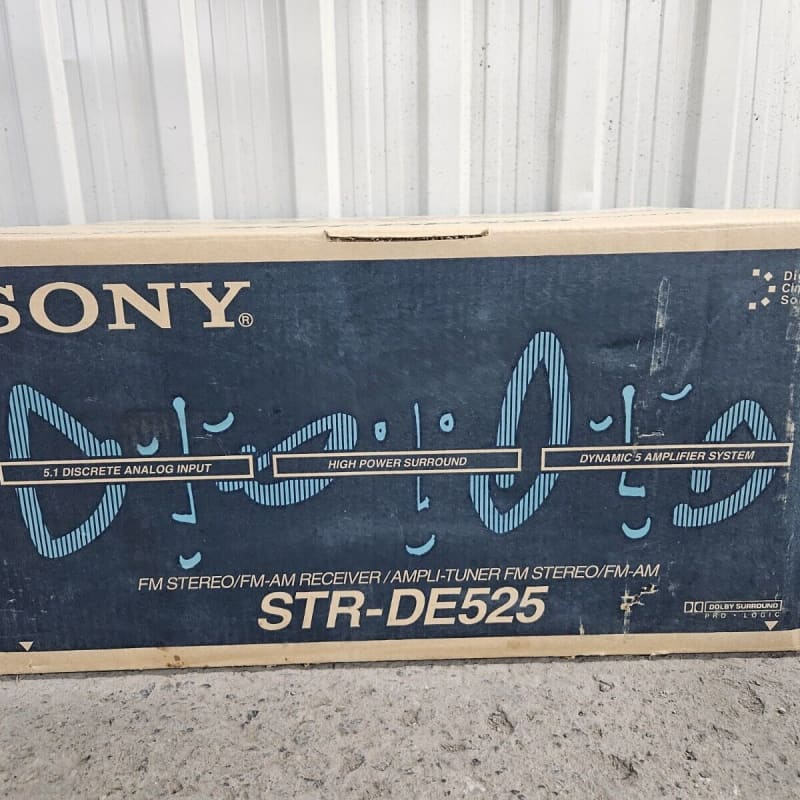 SONY®
5.1 DISCRETE ANALOG INPUT
HIGH POWER SURROUND
DYNAMIC 5 AMPLIFIER SYSTEM
FM STEREO/FM-AM RECEIVER / AMPLI-TUNER FM STEREO/FM-AM
STR-DE525
DOLBY SURROUND
PRO • LOGIC